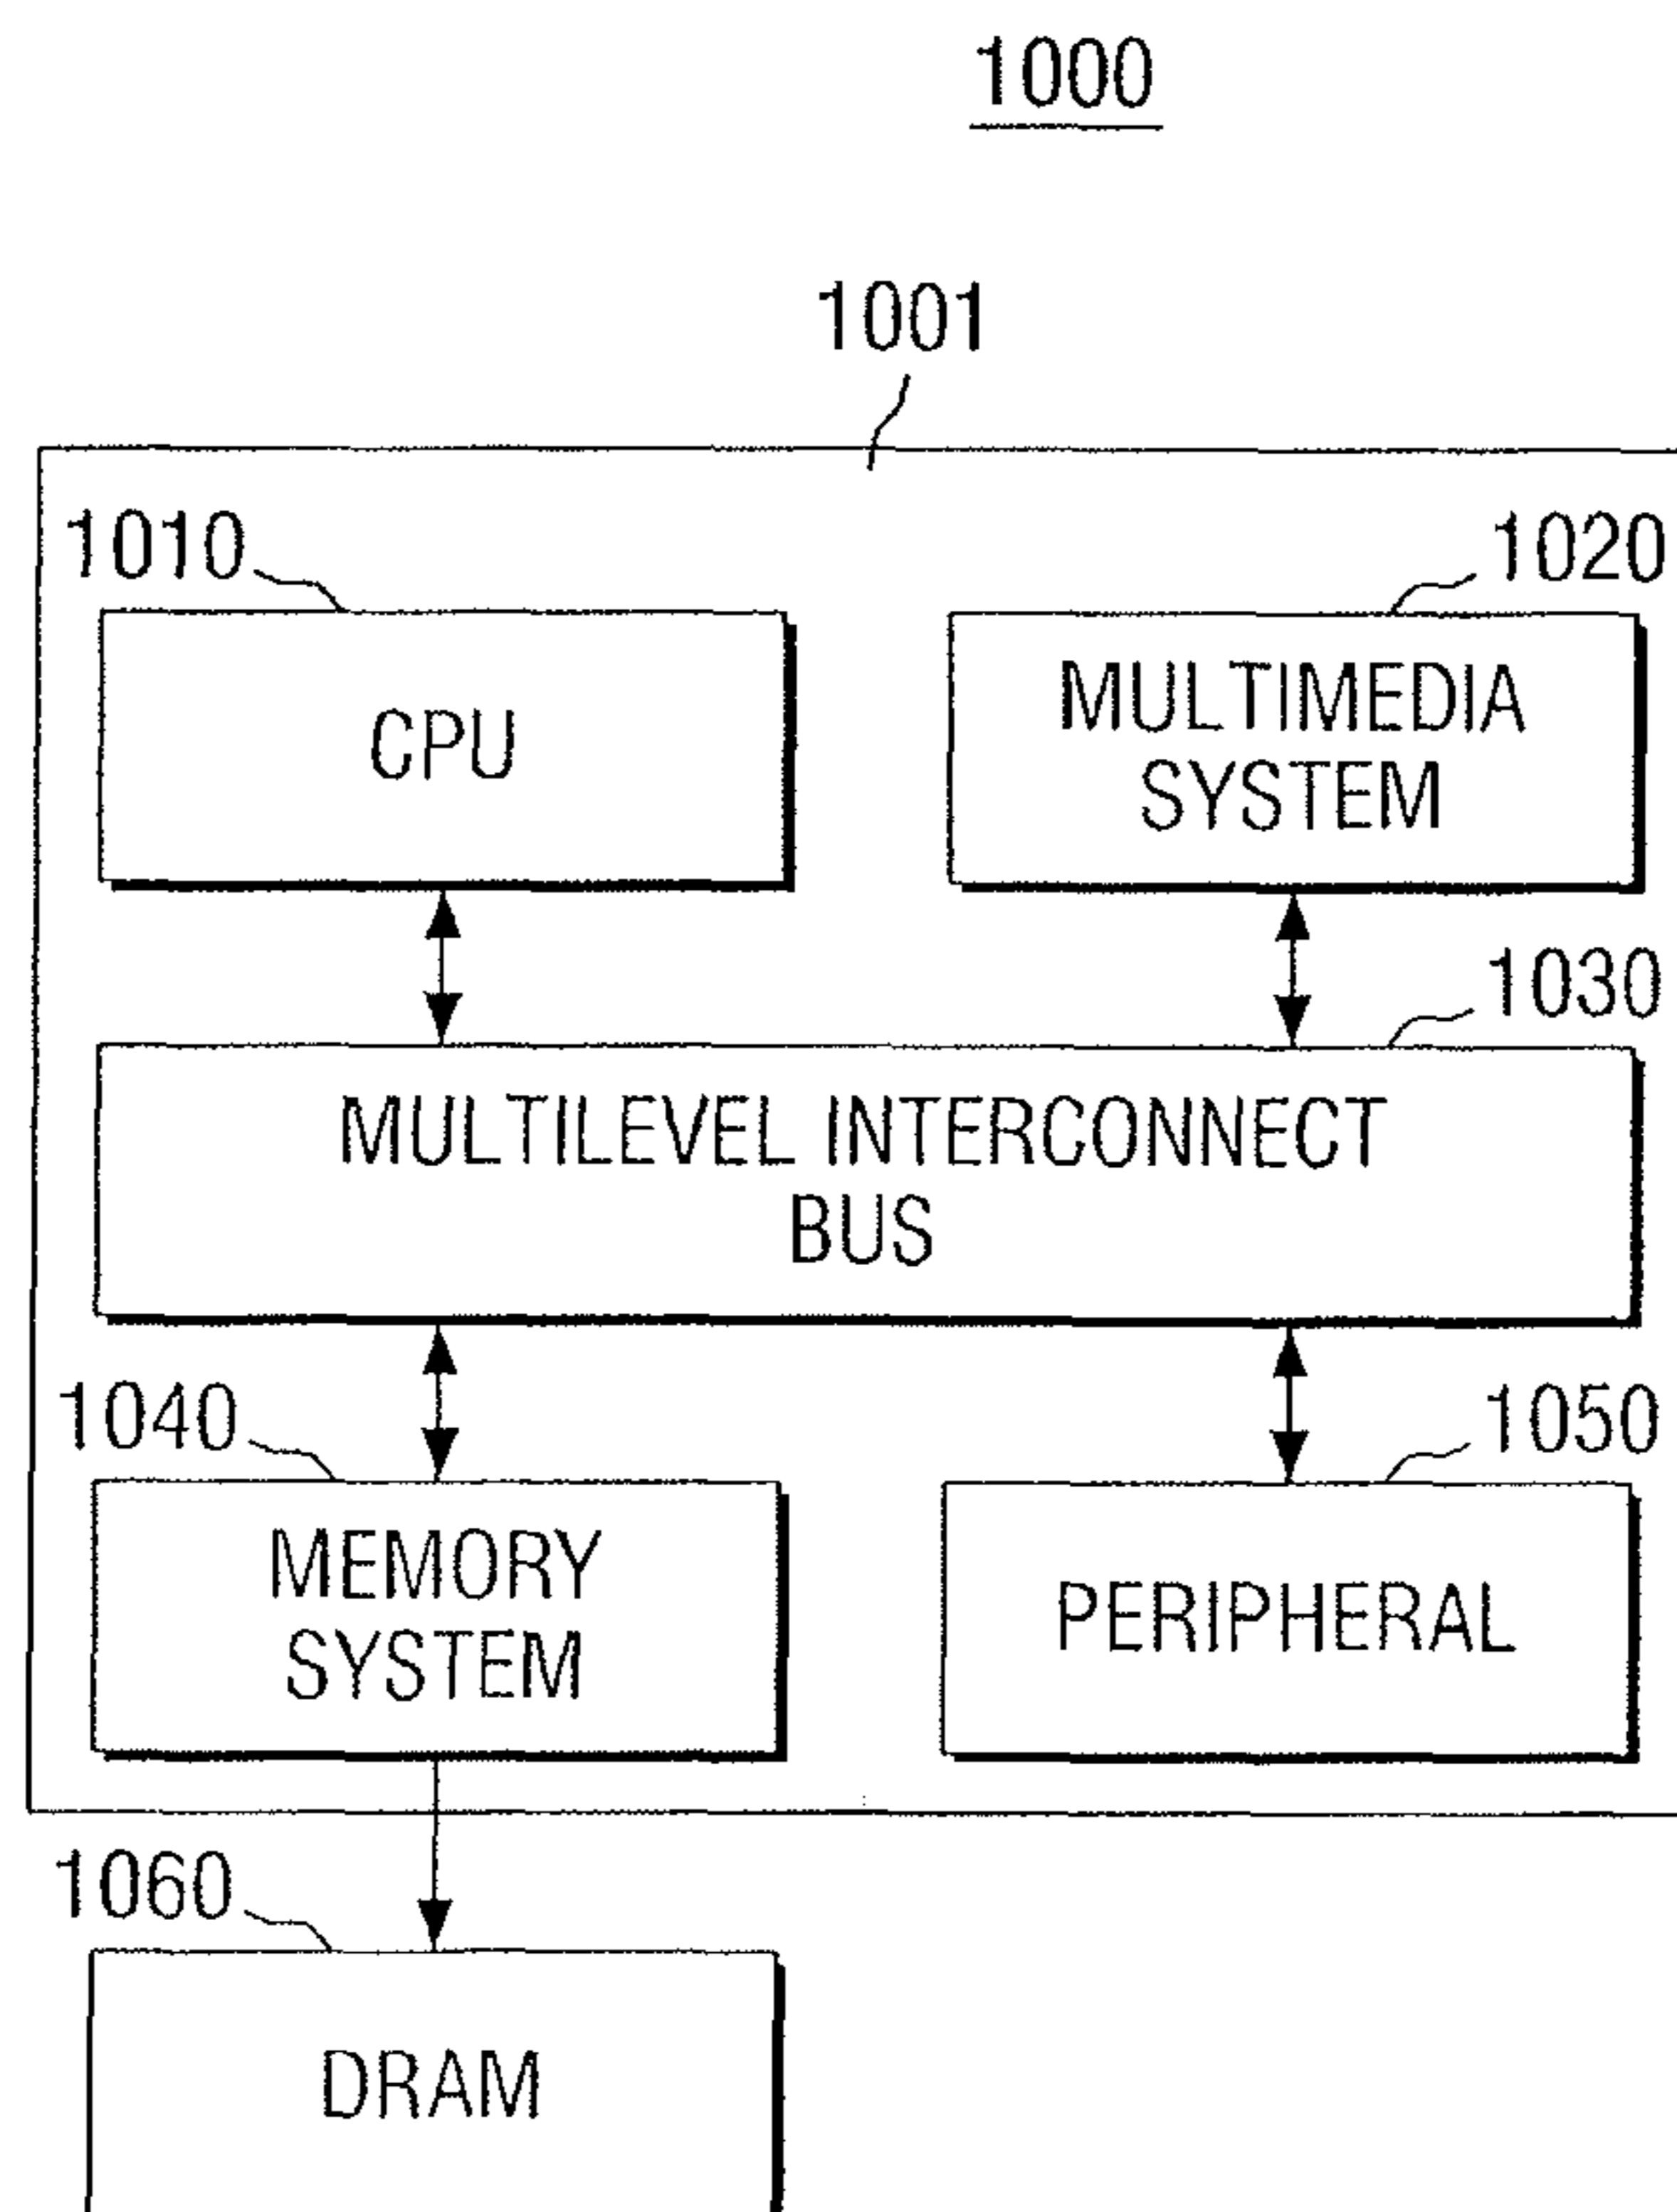 1000
1001
1010
1020
CPU
MULTIMEDIA
SYSTEM
1030
MULTILEVEL INTERCONNECT
BUS
1040
1050
MEMORY
SYSTEM
PERIPHERAL
1060
DRAM